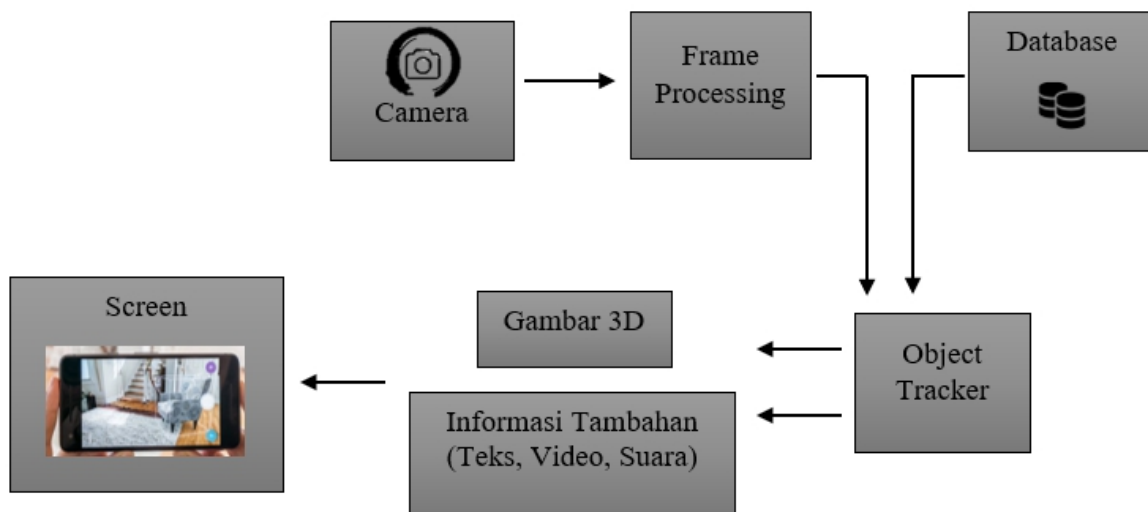 Camera
Frame
Processing
Database
Screen
Gambar 3D
Informasi Tambahan
(Teks, Video, Suara)
Object
Tracker